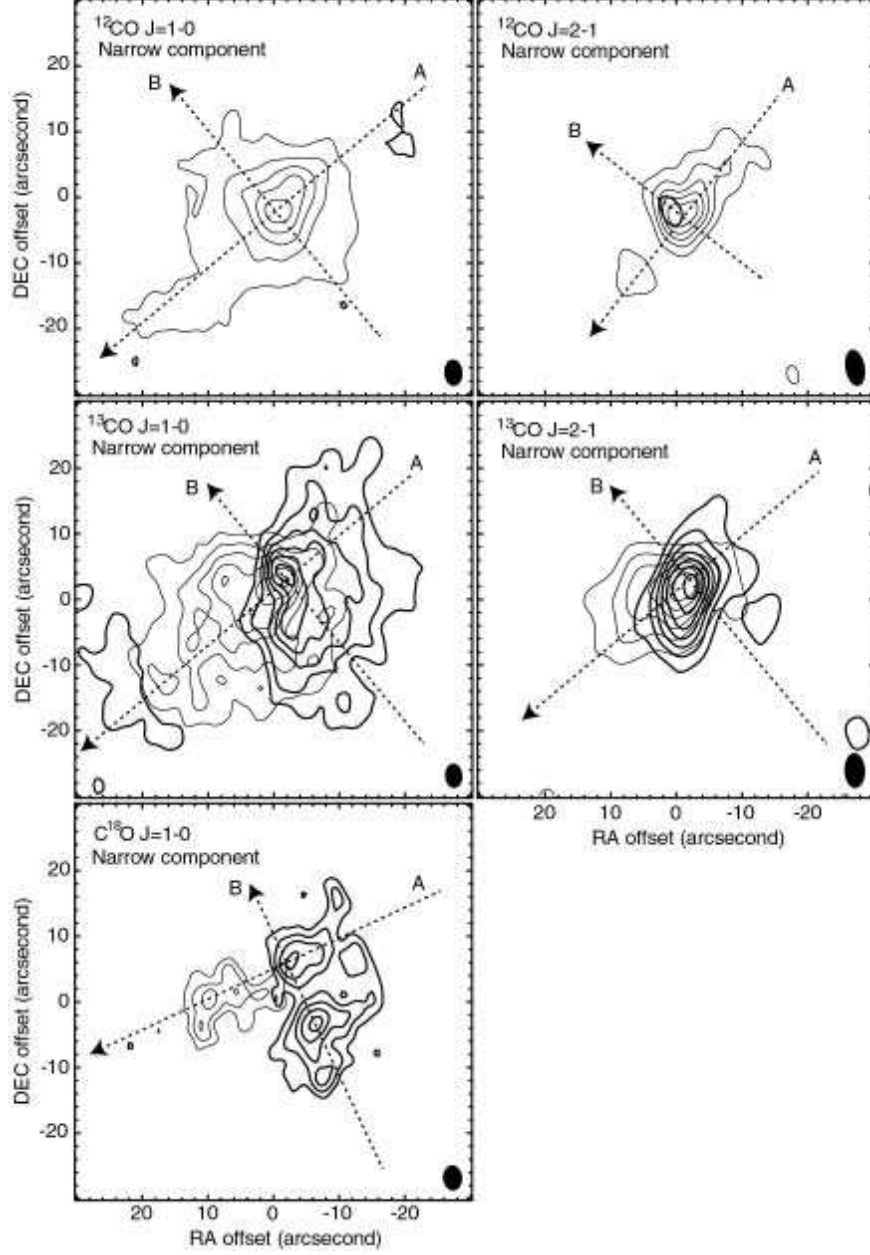 ¹²CO J=1-0
Narrow component
A
B
20
10
0
-10
-20
DEC offset (arcsecond)
¹²CO J=2-1
Narrow component
A
B
¹³CO J=1-0
Narrow component
A
B
20
10
0
-10
-20
DEC offset (arcsecond)
¹³CO J=2-1
Narrow component
A
B
20 10 0 -10 -20
RA offset (arcsecond)
C¹⁸O J=1-0
Narrow component
A
B
20
10
0
-10
-20
DEC offset (arcsecond)
20 10 0 -10 -20
RA offset (arcsecond)